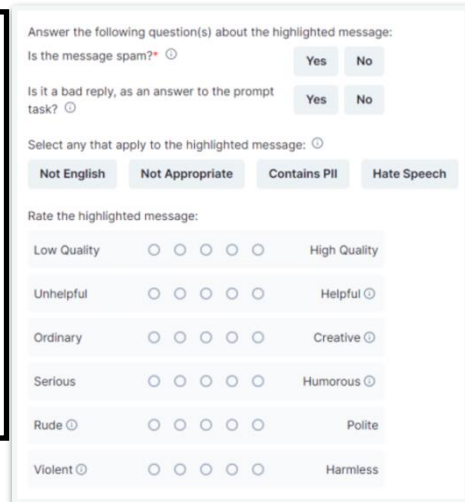 Answer the following question(s) about the highlighted message:
Is the message spam?*
Yes No
Is it a bad reply, as an answer to the prompt
task?
Yes No
Select any that apply to the highlighted message:
Not English Not Appropriate Contains PII Hate Speech
Rate the highlighted message:
Low Quality High Quality
Unhelpful Helpful
Ordinary Creative
Serious Humorous
Rude Polite
Violent Harmless